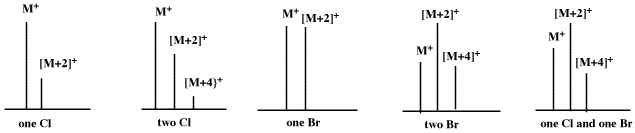 M⁺
[M+2]⁺
one Cl
M⁺
[M+2]⁺
[M+4}⁺
two Cl
M⁺
[M+2]⁺
one Br
[M+2]⁺
M⁺
[M+4]⁺
two Br
[M+2]⁺
M⁺
[M+4]⁺
one Cl and one Br